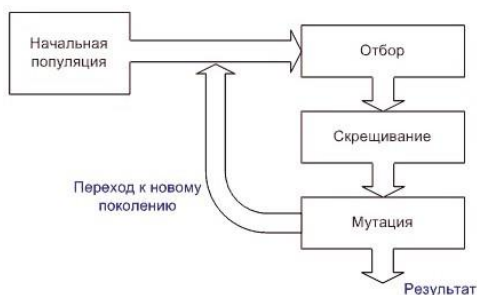 Начальная
популяция
Отбор
Скрещивание
Переход к новому
поколению
Мутация
Результат